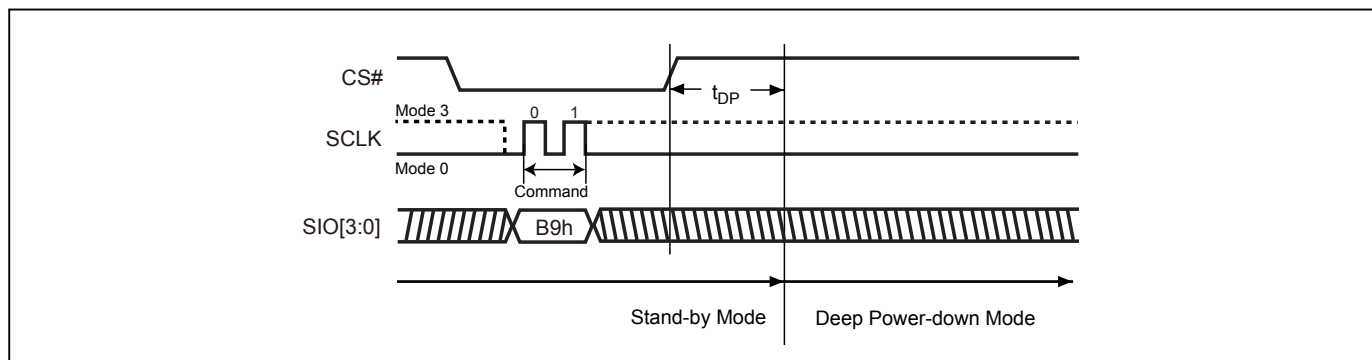 CS#
tDP
Mode 3
0 1
SCLK
Mode 0
Command
SIO[3:0]
B9h
Stand-by Mode
Deep Power-down Mode